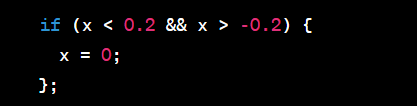 if (x < 0.2 && x > -0.2) {
x = 0;
};